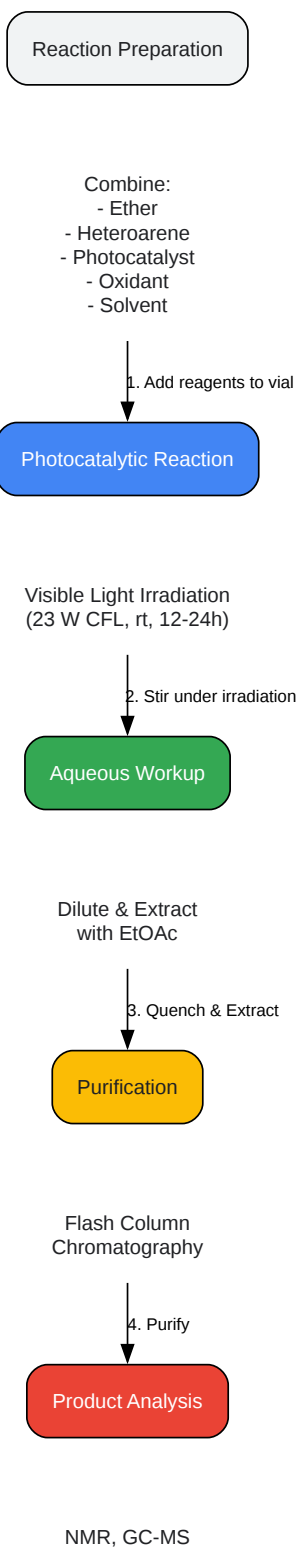 Reaction Preparation
Combine:
- Ether
- Heteroarene
- Photocatalyst
- Oxidant
- Solvent
1. Add reagents to vial
Photocatalytic Reaction
Visible Light Irradiation
(23 W CFL, rt, 12-24h)
2. Stir under irradiation
Aqueous Workup
Dilute & Extract
with EtOAc
3. Quench & Extract
Purification
Flash Column
Chromatography
4. Purify
Product Analysis
NMR, GC-MS